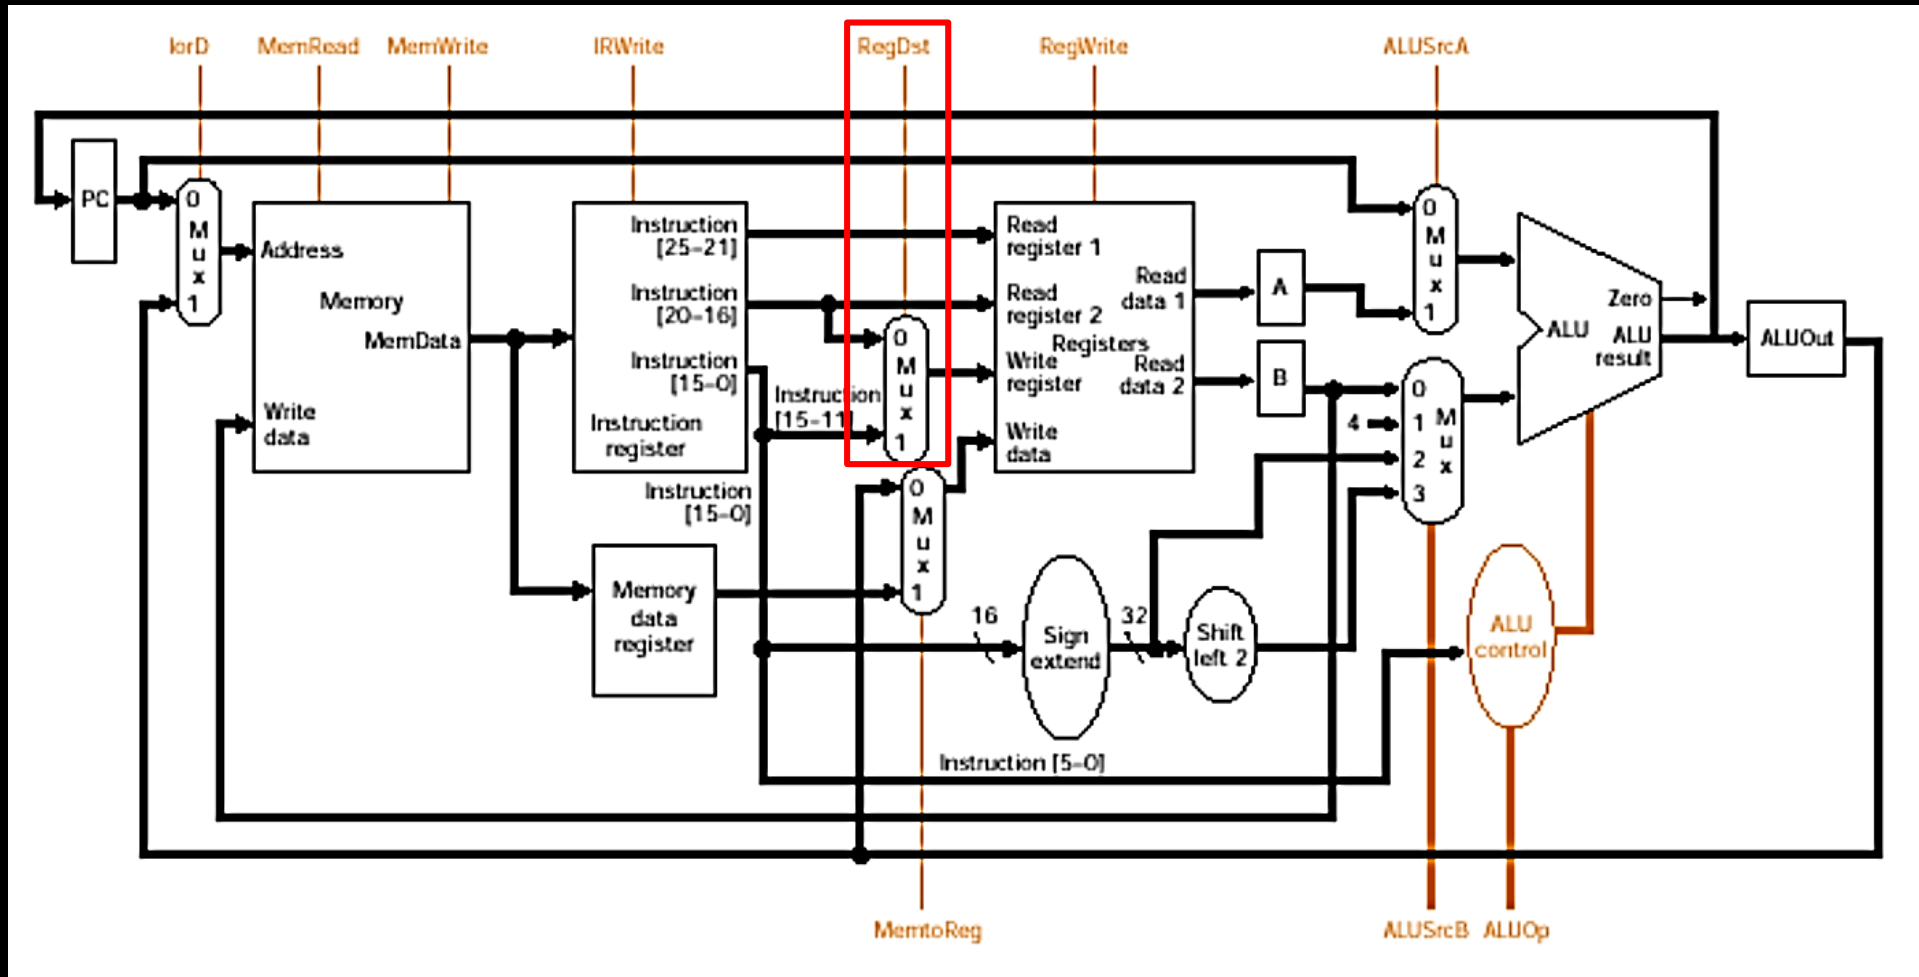 IorD
MemRead
MemWrite
IRWrite
RegDst
RegWrite
ALUSrcA
PC
0
M
u
x
1
Address
Memory
MemData
Write
data
Instruction
[25-21]
Instruction
[20-16]
Instruction
[15-0]
Instruction
register
Instruction
[15-11]
0
M
u
x
1
Read
register 1
Read
register 2
Registers
Write
register
Write
data
Read
data 1
Read
data 2
A
B
0
M
u
x
1
4
0
1
2
3
M
u
x
Zero
ALU
ALU
result
ALUOut
Instruction
[15-0]
Memory
data
register
0
M
u
x
1
16
Sign
extend
32
Shift
left 2
ALU
control
Instruction [5-0]
MemtoReg
ALUSrcB
ALUOp